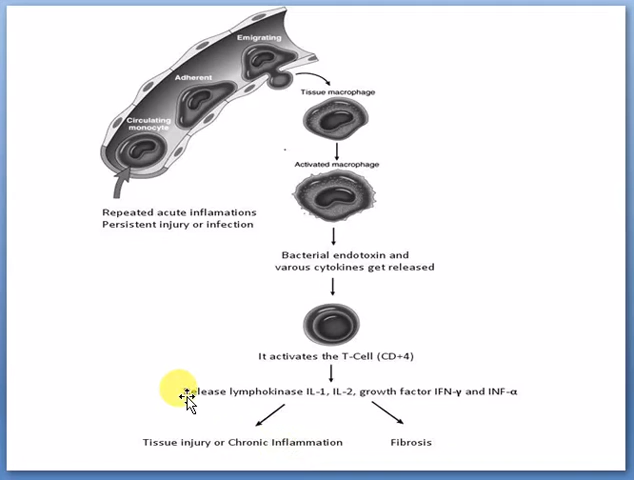 Emigrating
Adherent
Circulating
monocyte
Tissue macrophage
Activated macrophage
Repeated acute inflamations
Persistent injury or infection
Bacterial endotoxin and
varous cytokines get released
It activates the T-Cell (CD+4)
elease lymphokinase IL-1, IL-2, growth factor IFN-γ and INF-α
Tissue injury or Chronic Inflammation
Fibrosis